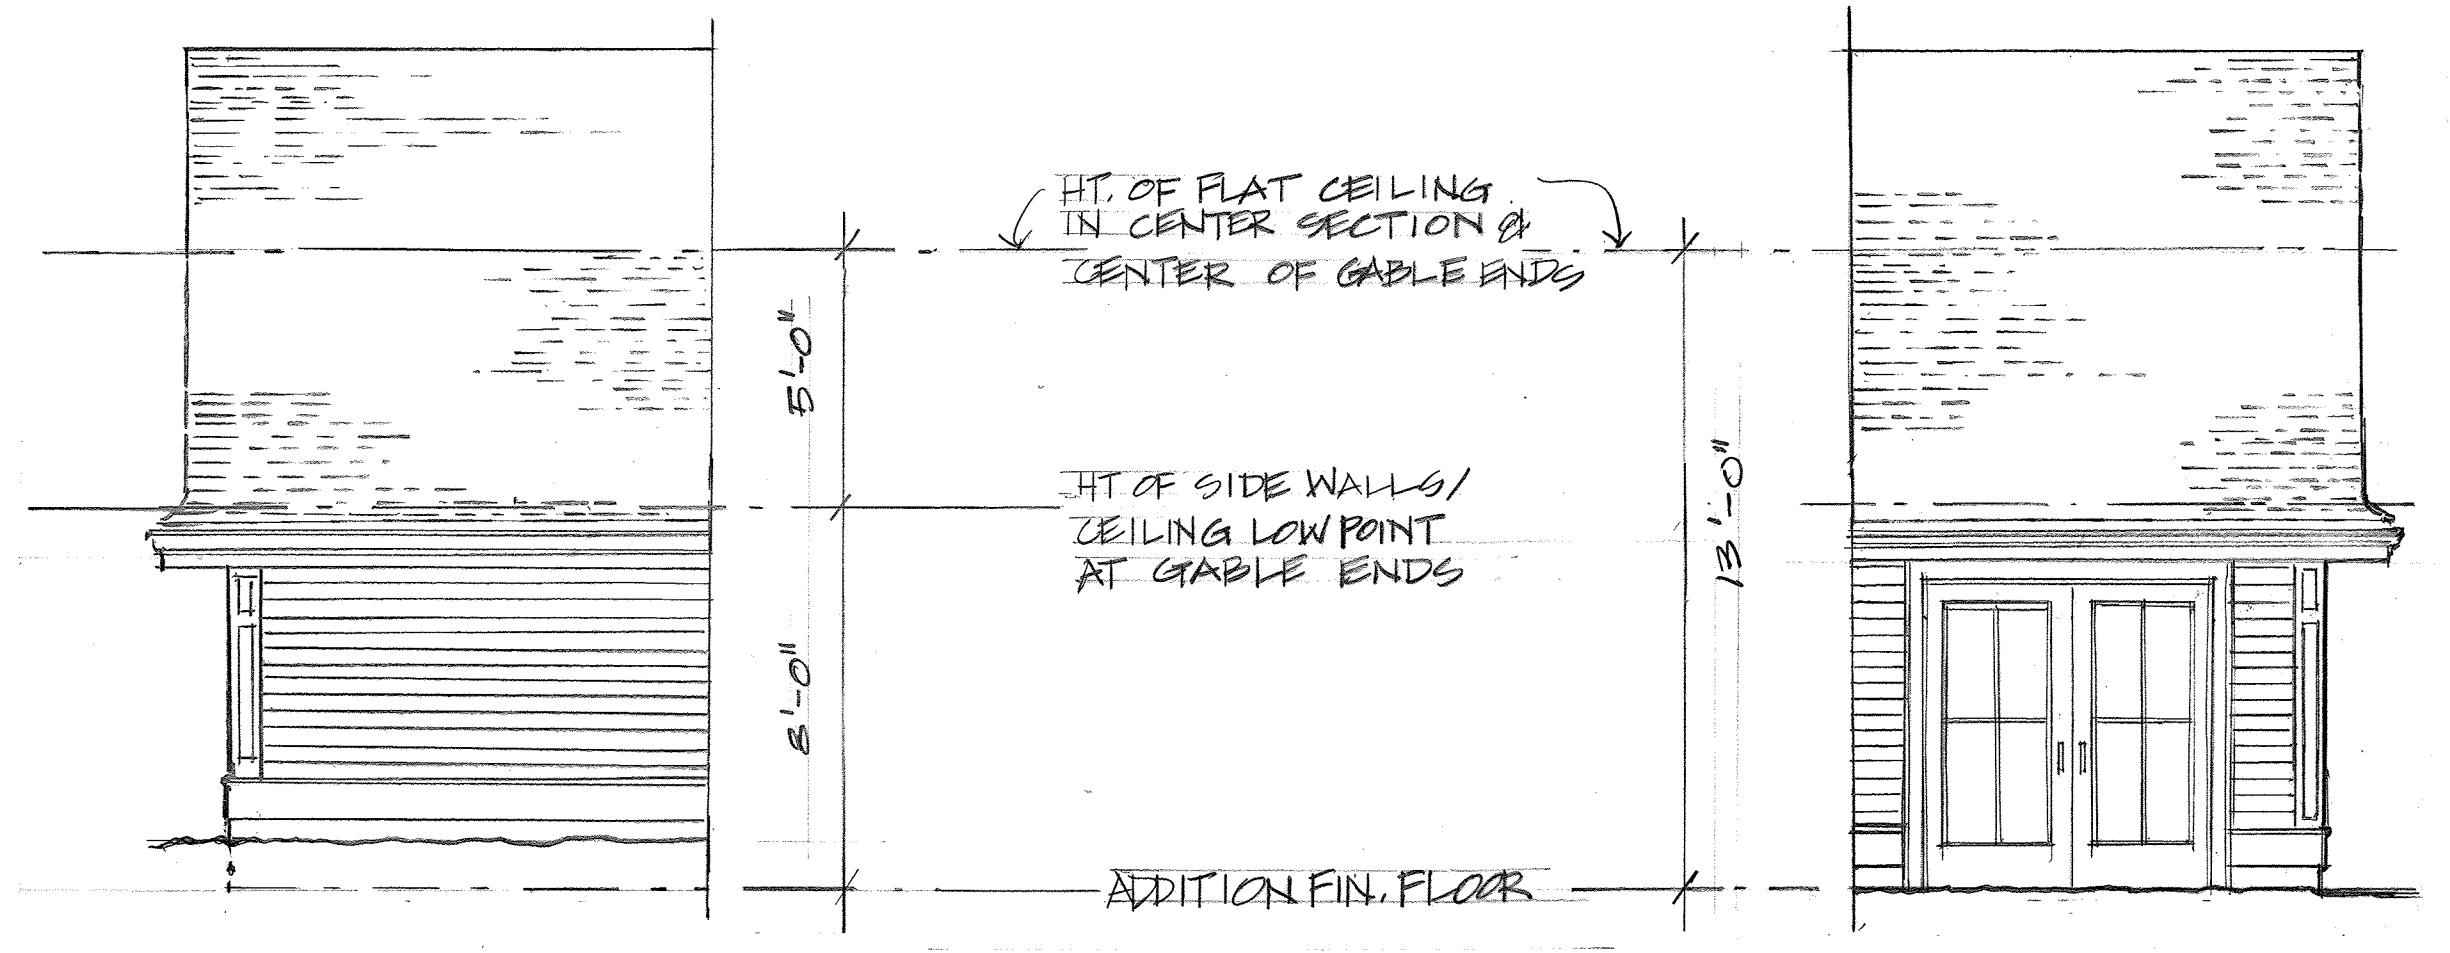 HT. OF FLAT CEILING
IN CENTER SECTION &
CENTER OF GABLE ENDS
5'-0"
HT OF SIDE WALLS/
CEILING LOW POINT
AT GABLE ENDS
13'-0"
8'-0"
ADDITION FIN. FLOOR